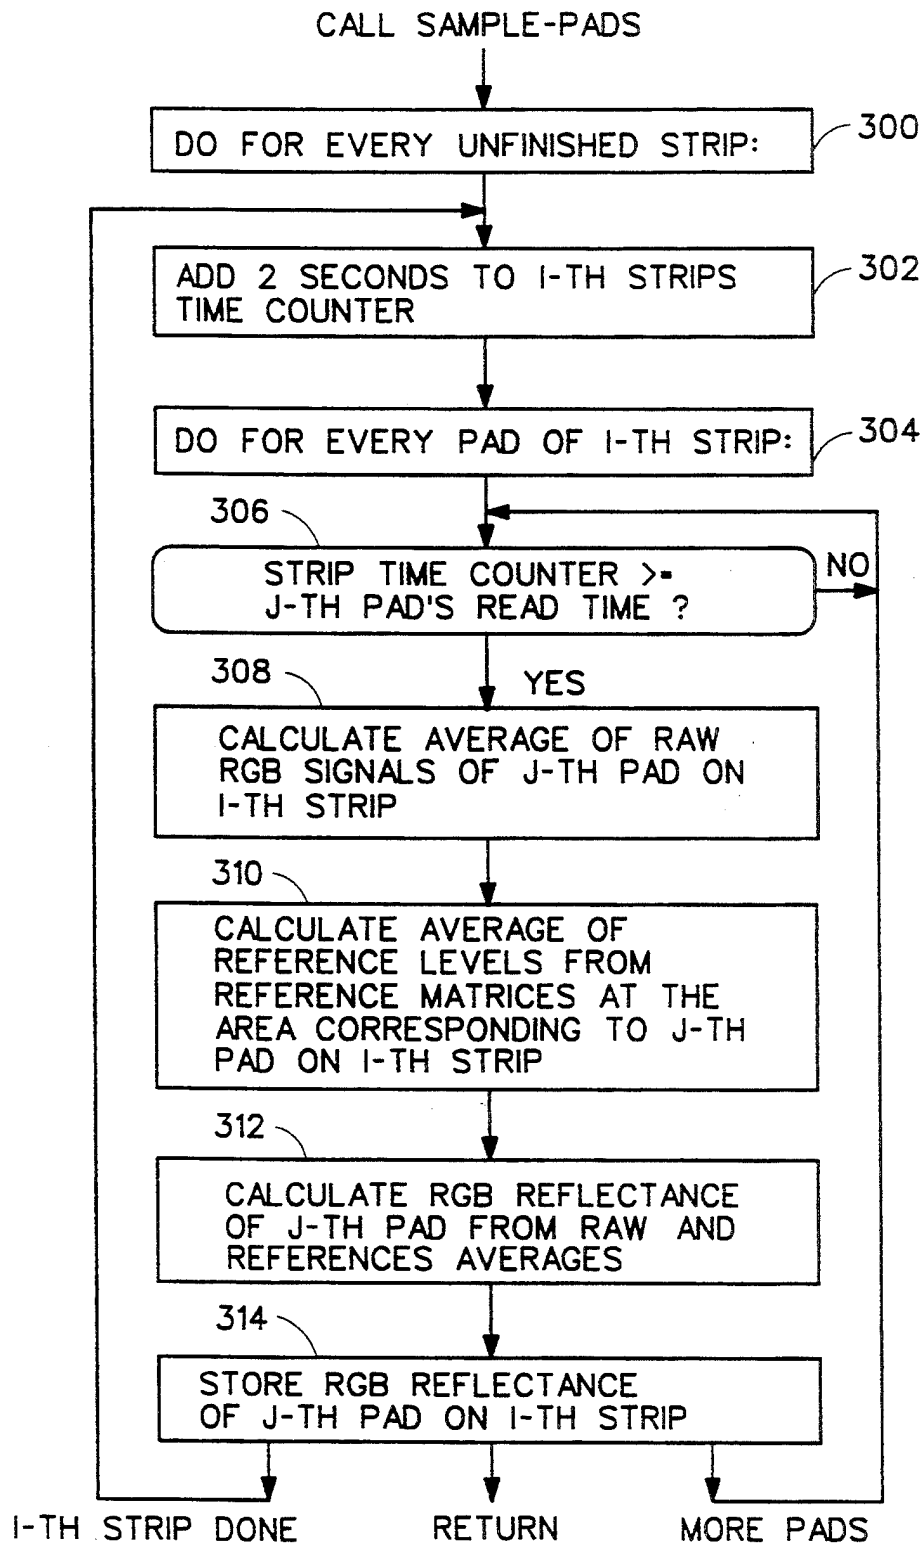 CALL SAMPLE-PADS
DO FOR EVERY UNFINISHED STRIP:
300
ADD 2 SECONDS TO I-TH STRIPS
TIME COUNTER
302
DO FOR EVERY PAD OF I-TH STRIP:
304
306
STRIP TIME COUNTER >=
J-TH PAD'S READ TIME ?
NO
YES
308
CALCULATE AVERAGE OF RAW
RGB SIGNALS OF J-TH PAD ON
I-TH STRIP
310
CALCULATE AVERAGE OF
REFERENCE LEVELS FROM
REFERENCE MATRICES AT THE
AREA CORRESPONDING TO J-TH
PAD ON I-TH STRIP
312
CALCULATE RGB REFLECTANCE
OF J-TH PAD FROM RAW AND
REFERENCES AVERAGES
314
STORE RGB REFLECTANCE
OF J-TH PAD ON I-TH STRIP
I-TH STRIP DONE
RETURN
MORE PADS